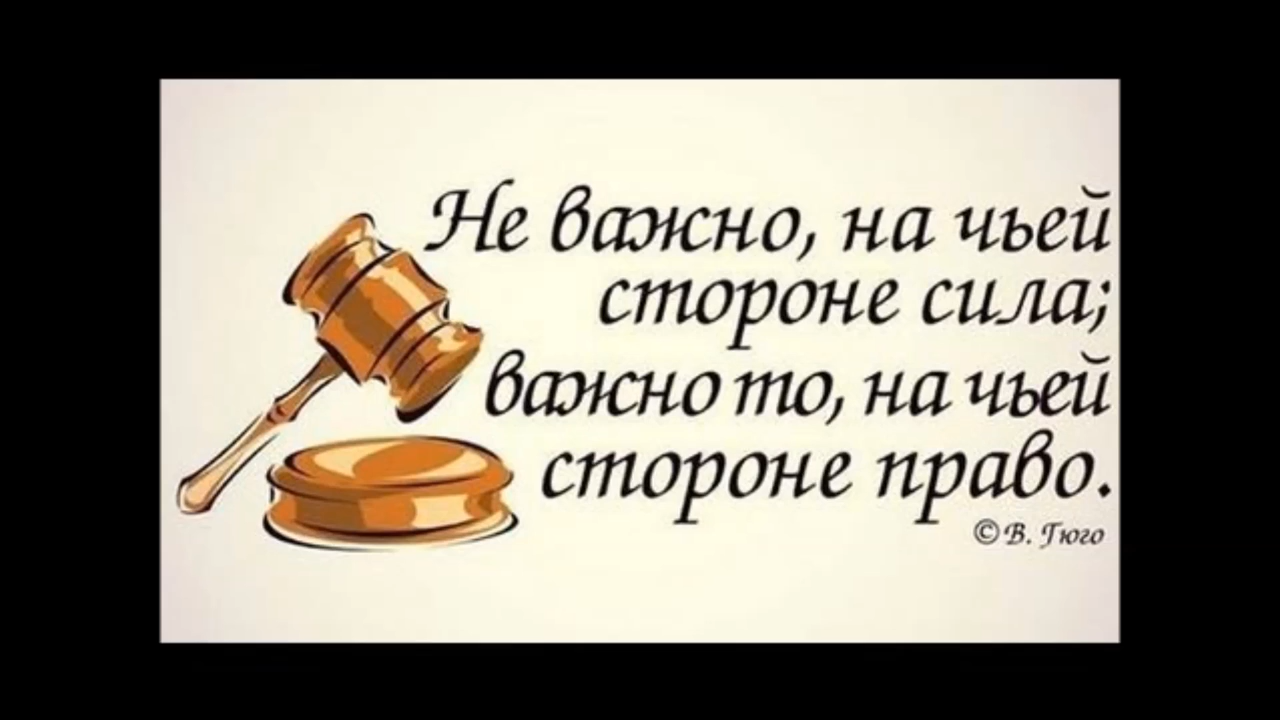 Не важно, на чьей
стороне сила;
важно то, на чьей
стороне право.
© В. Гюго